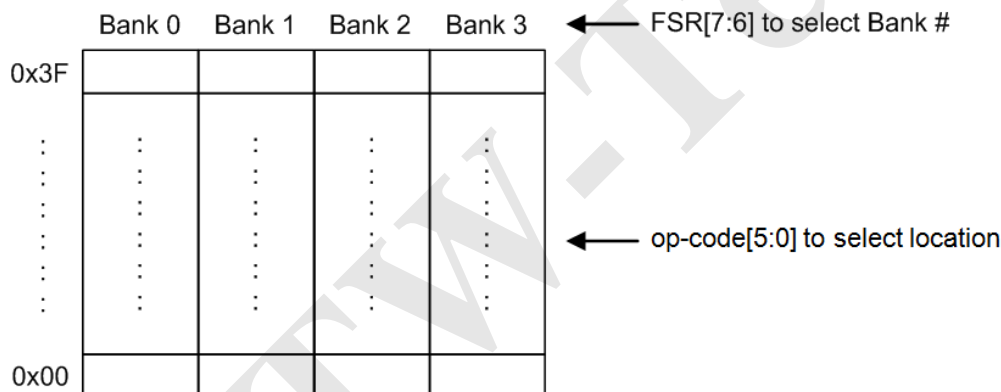 Bank 0 Bank 1 Bank 2 Bank 3 FSR[7:6] to select Bank #
0x3F
op-code[5:0] to select location
0x00